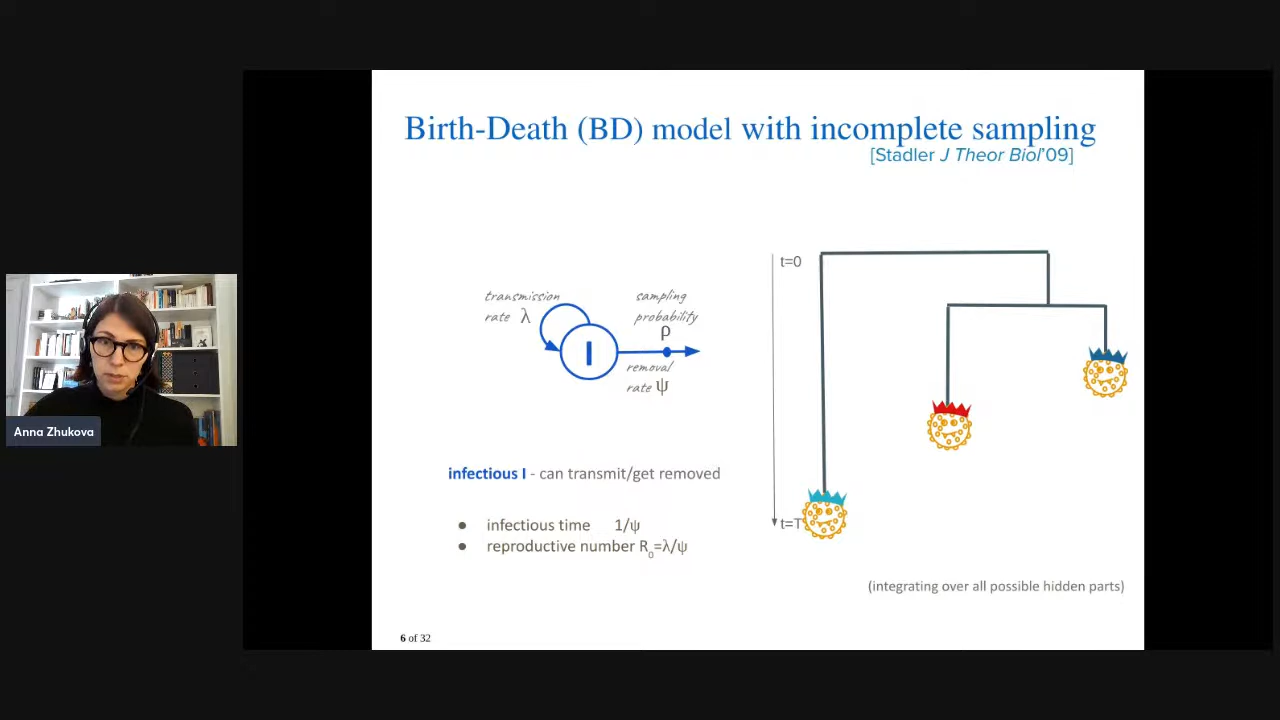 Birth-Death (BD) model with incomplete sampling
[Stadler J Theor Biol'09]
transmission
rate λ
sampling
probability
ρ
I
removal
rate ψ
infectious I - can transmit/get removed
● infectious time 1/ψ
● reproductive number R0=λ/ψ
t=0
t=T
(integrating over all possible hidden parts)
6 of 32
Anna Zhukova